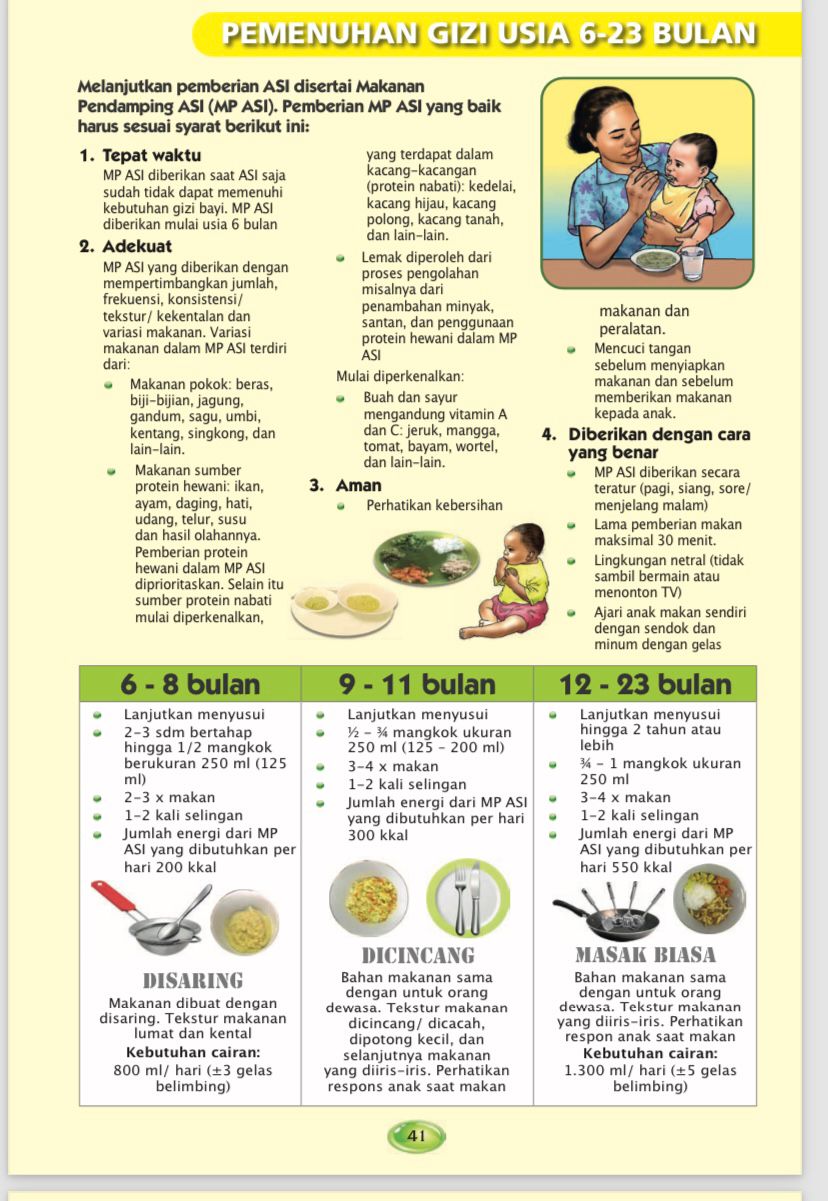 PEMENUHAN GIZI USIA 6-23 BULAN
Melanjutkan pemberian ASI disertai Makanan
Pendamping ASI (MP ASI). Pemberian MP ASI yang baik
harus sesuai syarat berikut ini:
1. Tepat waktu
MP ASI diberikan saat ASI saja
sudah tidak dapat memenuhi
kebutuhan gizi bayi. MP ASI
diberikan mulai usia 6 bulan
2. Adekuat
MP ASI yang diberikan dengan
mempertimbangkan jumlah,
frekuensi, konsistensi/
tekstur/ kekentalan dan
variasi makanan. Variasi
makanan dalam MP ASI terdiri
dari:
Makanan pokok: beras,
biji-bijian, jagung,
gandum, sagu, umbi,
kentang, singkong, dan
lain-lain.
Makanan sumber
protein hewani: ikan,
ayam, daging, hati,
udang, telur, susu
dan hasil olahannya.
Pemberian protein
hewani dalam MP ASI
diprioritaskan. Selain itu
sumber protein nabati
mulai diperkenalkan,
yang terdapat dalam
kacang-kacangan
(protein nabati): kedelai,
kacang hijau, kacang
polong, kacang tanah,
dan lain-lain.
Lemak diperoleh dari
proses pengolahan
misalnya dari
penambahan minyak,
santan, dan penggunaan
protein hewani dalam MP
ASI
Mulai diperkenalkan:
Buah dan sayur
mengandung vitamin A
dan C: jeruk, mangga,
tomat, bayam, wortel,
dan lain-lain.
3. Aman
Perhatikan kebersihan
makanan dan
peralatan.
Mencuci tangan
sebelum menyiapkan
makanan dan sebelum
memberikan makanan
kepada anak.
4. Diberikan dengan cara
yang benar
MP ASI diberikan secara
teratur (pagi, siang, sore/
menjelang malam)
Lama pemberian makan
maksimal 30 menit.
Lingkungan netral (tidak
sambil bermain atau
menonton TV)
Ajari anak makan sendiri
dengan sendok dan
minum dengan gelas
6 - 8 bulan
Lanjutkan menyusui
2-3 sdm bertahap
hingga 1/2 mangkok
berukuran 250 ml (125
ml)
2-3 x makan
1-2 kali selingan
Jumlah energi dari MP
ASI yang dibutuhkan per
hari 200 kkal
DISARING
Makanan dibuat dengan
disaring. Tekstur makanan
lumat dan kental
Kebutuhan cairan:
800 ml/ hari (±3 gelas
belimbing)
9 - 11 bulan
Lanjutkan menyusui
½ - ¾ mangkok ukuran
250 ml (125 - 200 ml)
3-4 x makan
1-2 kali selingan
Jumlah energi dari MP ASI
yang dibutuhkan per hari
300 kkal
DICINCANG
Bahan makanan sama
dengan untuk orang
dewasa. Tekstur makanan
dicincang/ dicacah,
dipotong kecil, dan
selanjutnya makanan
yang diiris-iris. Perhatikan
respons anak saat makan
12 - 23 bulan
Lanjutkan menyusui
hingga 2 tahun atau
lebih
¾ - 1 mangkok ukuran
250 ml
3-4 x makan
1-2 kali selingan
Jumlah energi dari MP
ASI yang dibutuhkan per
hari 550 kkal
MASAK BIASA
Bahan makanan sama
dengan untuk orang
dewasa. Tekstur makanan
yang diiris-iris. Perhatikan
respon anak saat makan
Kebutuhan cairan:
1.300 ml/ hari (±5 gelas
belimbing)
41